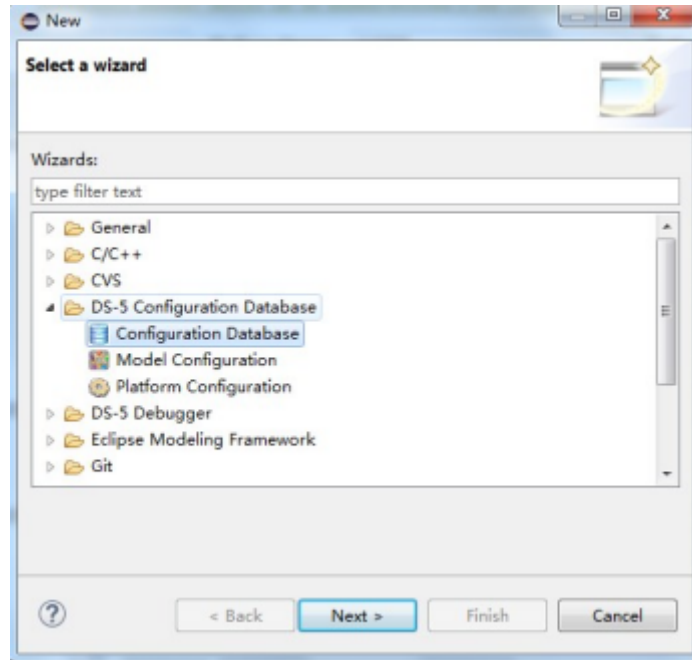 New
Select a wizard
Wizards:
type filter text
General
C/C++
CVS
DS-5 Configuration Database
Configuration Database
Model Configuration
Platform Configuration
DS-5 Debugger
Eclipse Modeling Framework
Git
?
< Back
Next >
Finish
Cancel